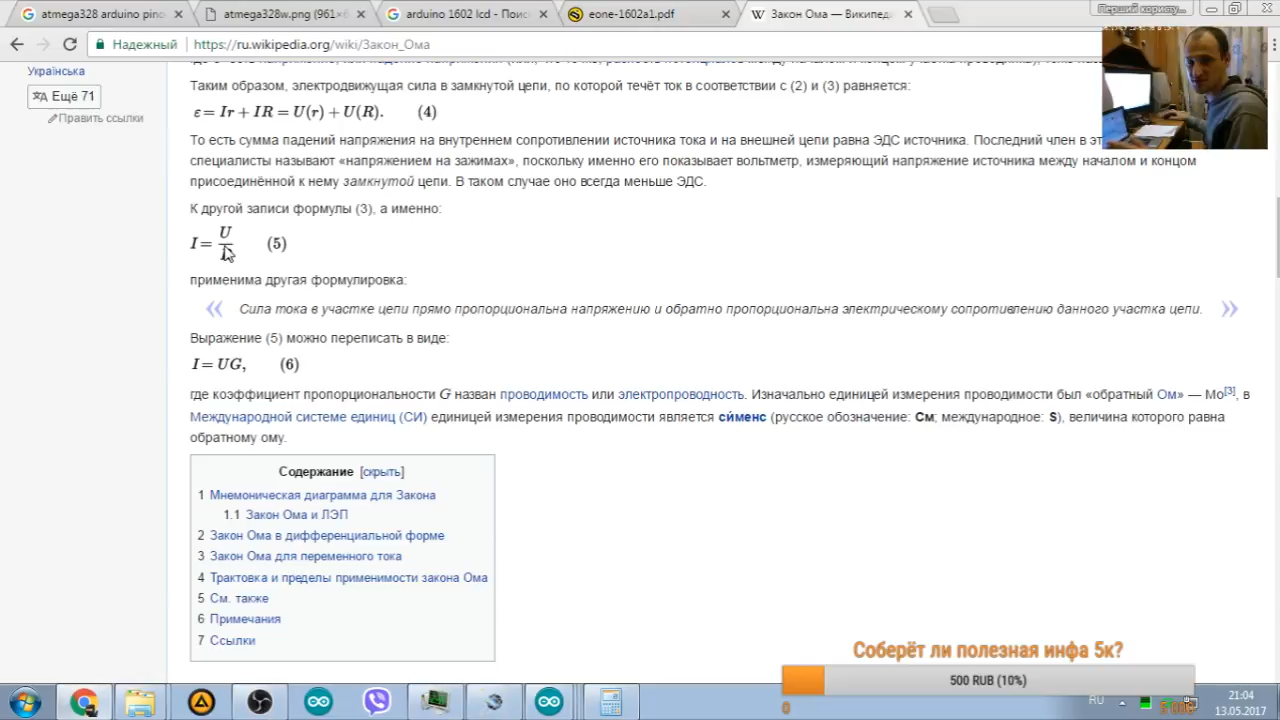 atmega328 arduino pino
atmega328w.png (961×6
arduino 1602 lcd - Поис
eone-1602a1.pdf
Закон Ома — Википед
Перший користу...
Надежный
https://ru.wikipedia.org/wiki/Закон_Ома
Українська
Ещё 71
Править ссылки
Таким образом, электродвижущая сила в замкнутой цепи, по которой течёт ток в соответствии с (2) и (3) равняется:
ε = Ir + IR = U(r) + U(R). (4)
То есть сумма падений напряжения на внутреннем сопротивлении источника тока и на внешней цепи равна ЭДС источника. Последний член в эт
специалисты называют «напряжением на зажимах», поскольку именно его показывает вольтметр, измеряющий напряжение источника между началом и концом
присоединённой к нему замкнутой цепи. В таком случае оно всегда меньше ЭДС.
К другой записи формулы (3), а именно:
I = U (5)
применима другая формулировка:
« Сила тока в участке цепи прямо пропорциональна напряжению и обратно пропорциональна электрическому сопротивлению данного участка цепи. »
Выражение (5) можно переписать в виде:
I = UG, (6)
где коэффициент пропорциональности G назван проводимость или электропроводность. Изначально единицей измерения проводимости был «обратный Ом» — Мо[3], в
Международной системе единиц (СИ) единицей измерения проводимости является си́менс (русское обозначение: См; международное: S), величина которого равна
обратному ому.
Содержание [скрыть]
1 Мнемоническая диаграмма для Закона
1.1 Закон Ома и ЛЭП
2 Закон Ома в дифференциальной форме
3 Закон Ома для переменного тока
4 Трактовка и пределы применимости закона Ома
5 См. также
6 Примечания
7 Ссылки
Соберёт ли полезная инфа 5к?
500 RUB (10%)
0
RU
21:04
13.05.2017